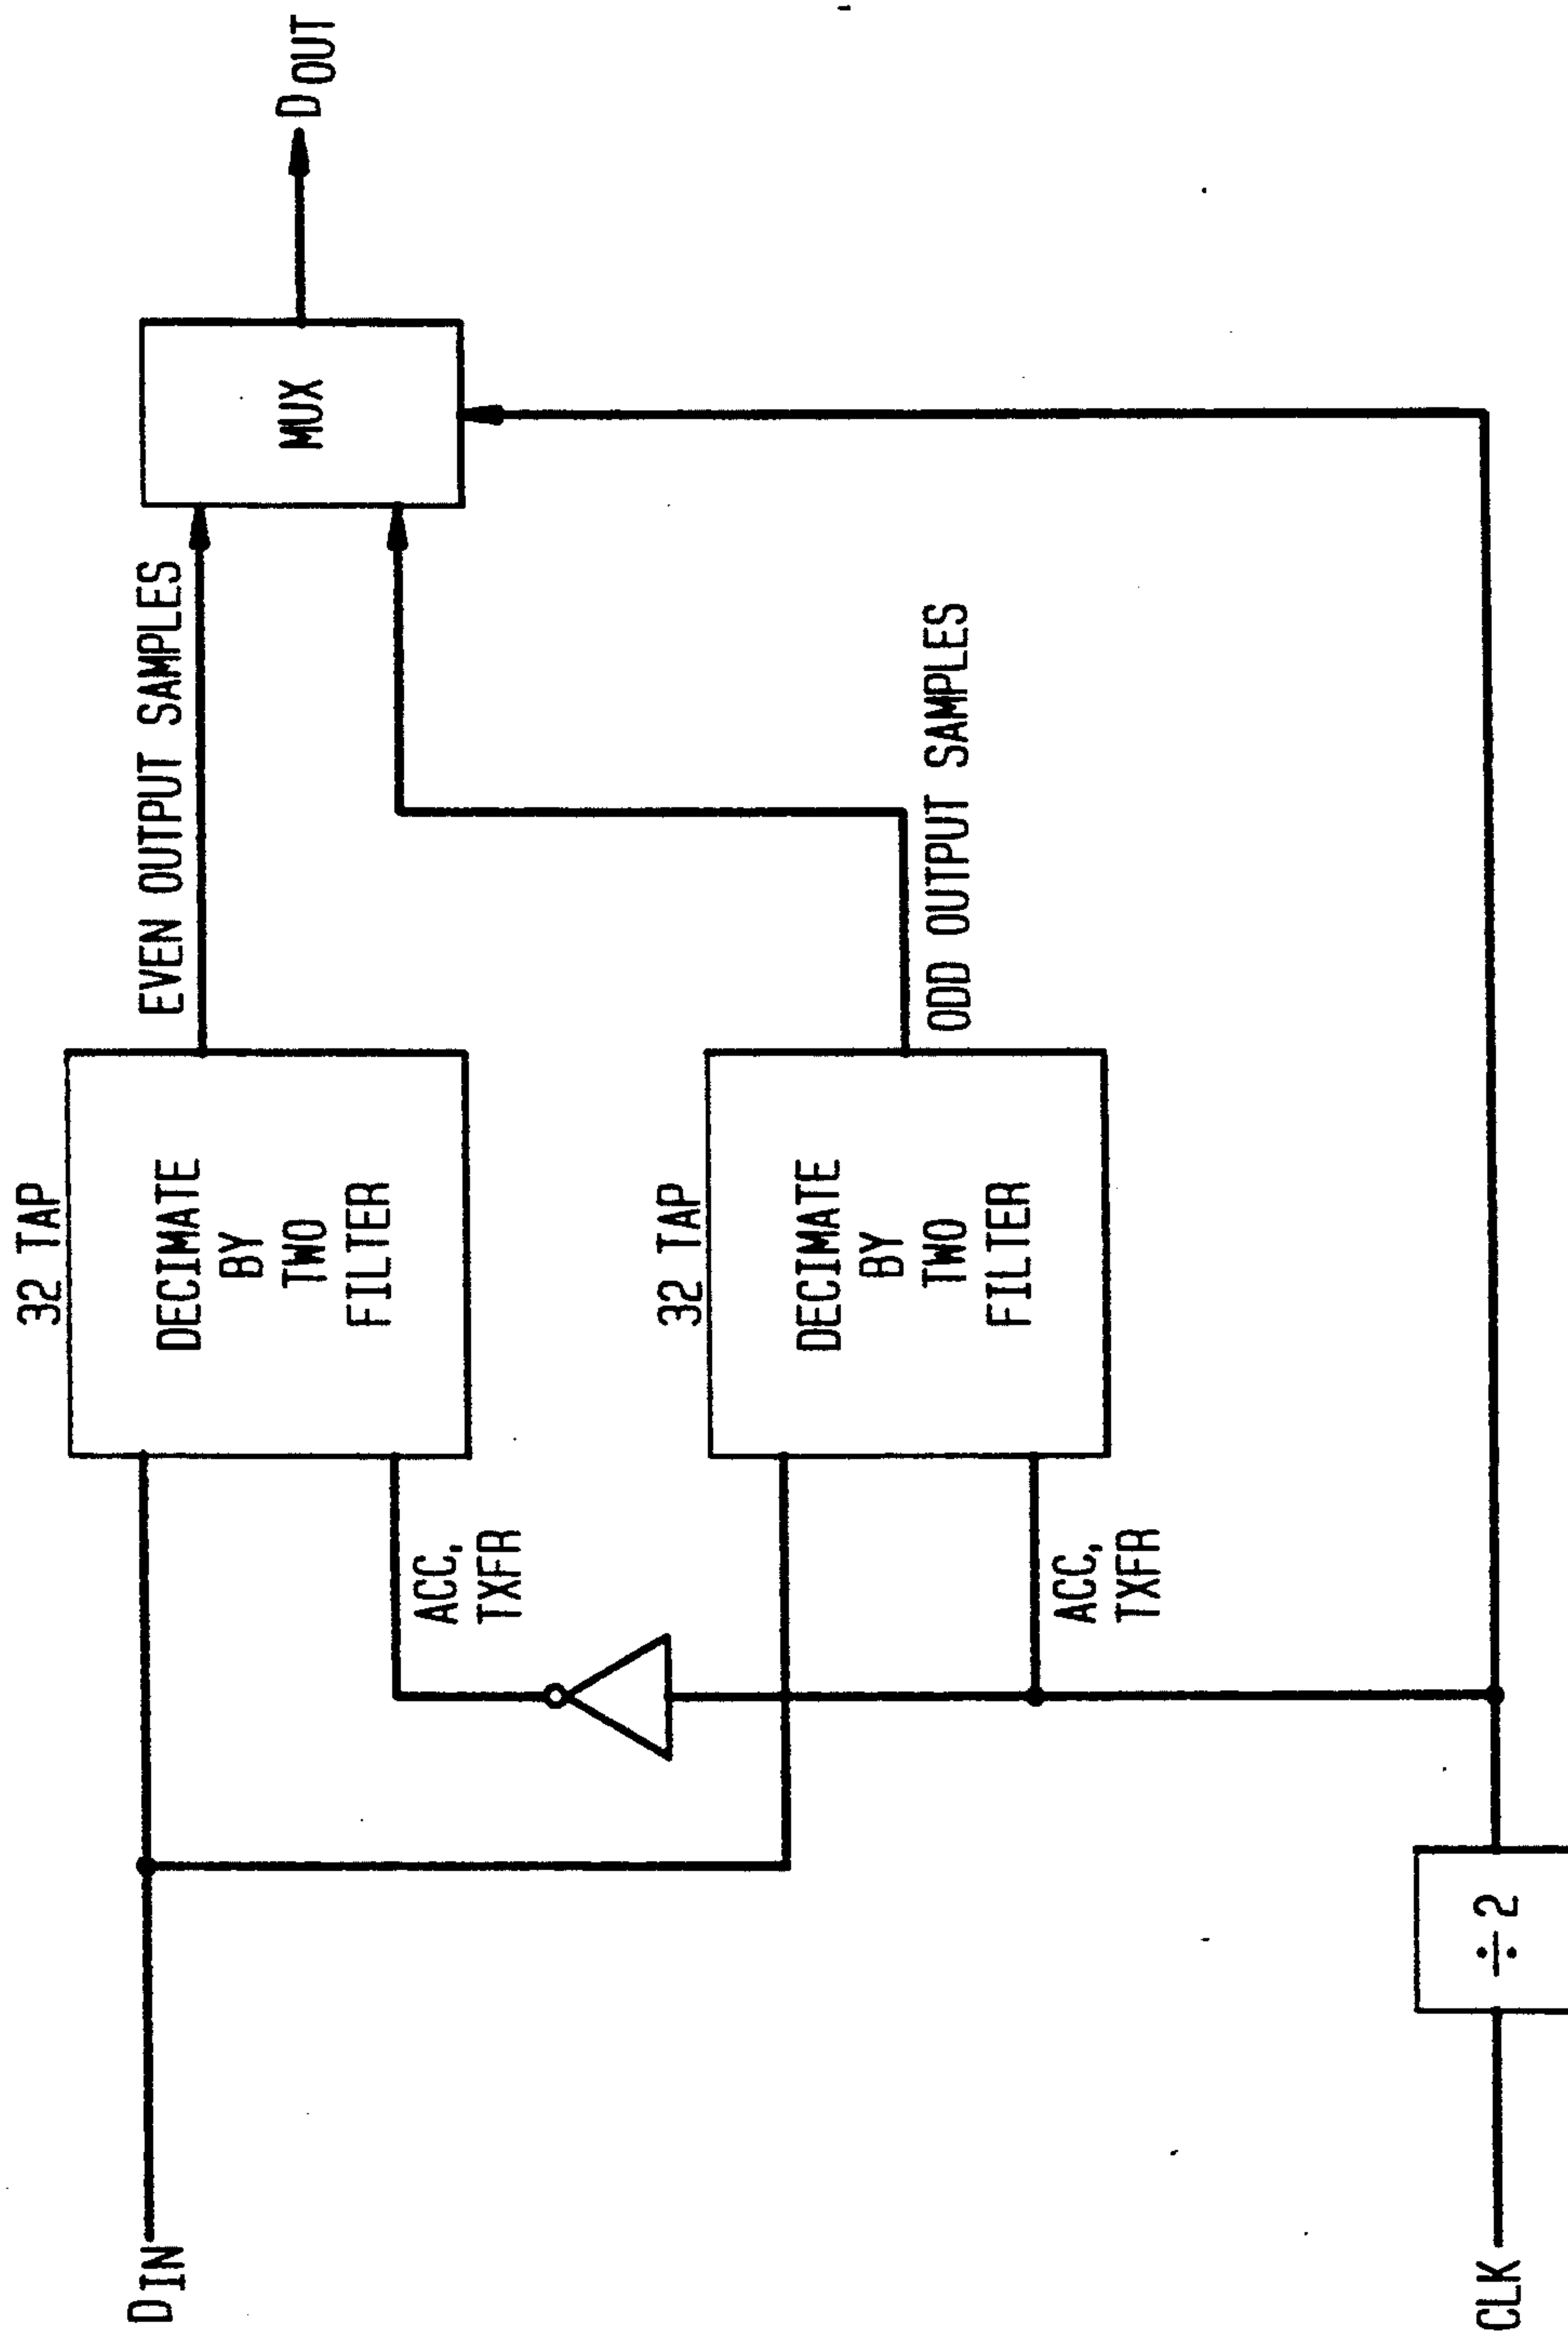 32 TAP
DECIMATE
BY
TWO
FILTER
EVEN OUTPUT SAMPLES
MUX
DOUT
DIN
ACC,
TXFR
32 TAP
DECIMATE
BY
TWO
FILTER
ODD OUTPUT SAMPLES
ACC,
TXFR
CLK
÷2